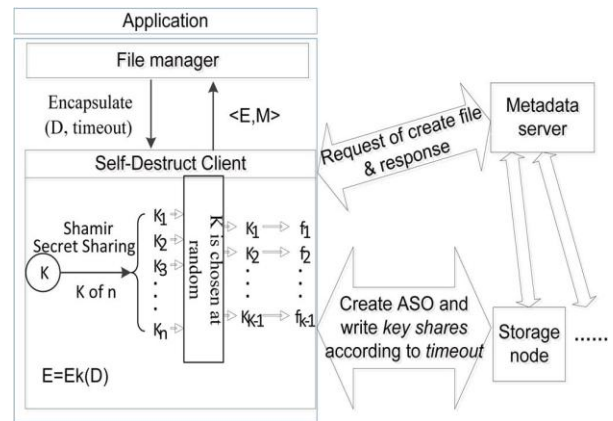 Application
File manager
Encapsulate
(D, timeout)
<E,M>
Self-Destruct Client
Shamir
Secret Sharing
K
K of n
K1
K2
K3
Kn
K is chosen at
random
K1
K2
Kk-1
f1
f2
fk-1
E=Ek(D)
Request of create file
& response
Metadata
server
Create ASO and
write key shares
according to timeout
Storage
node
......